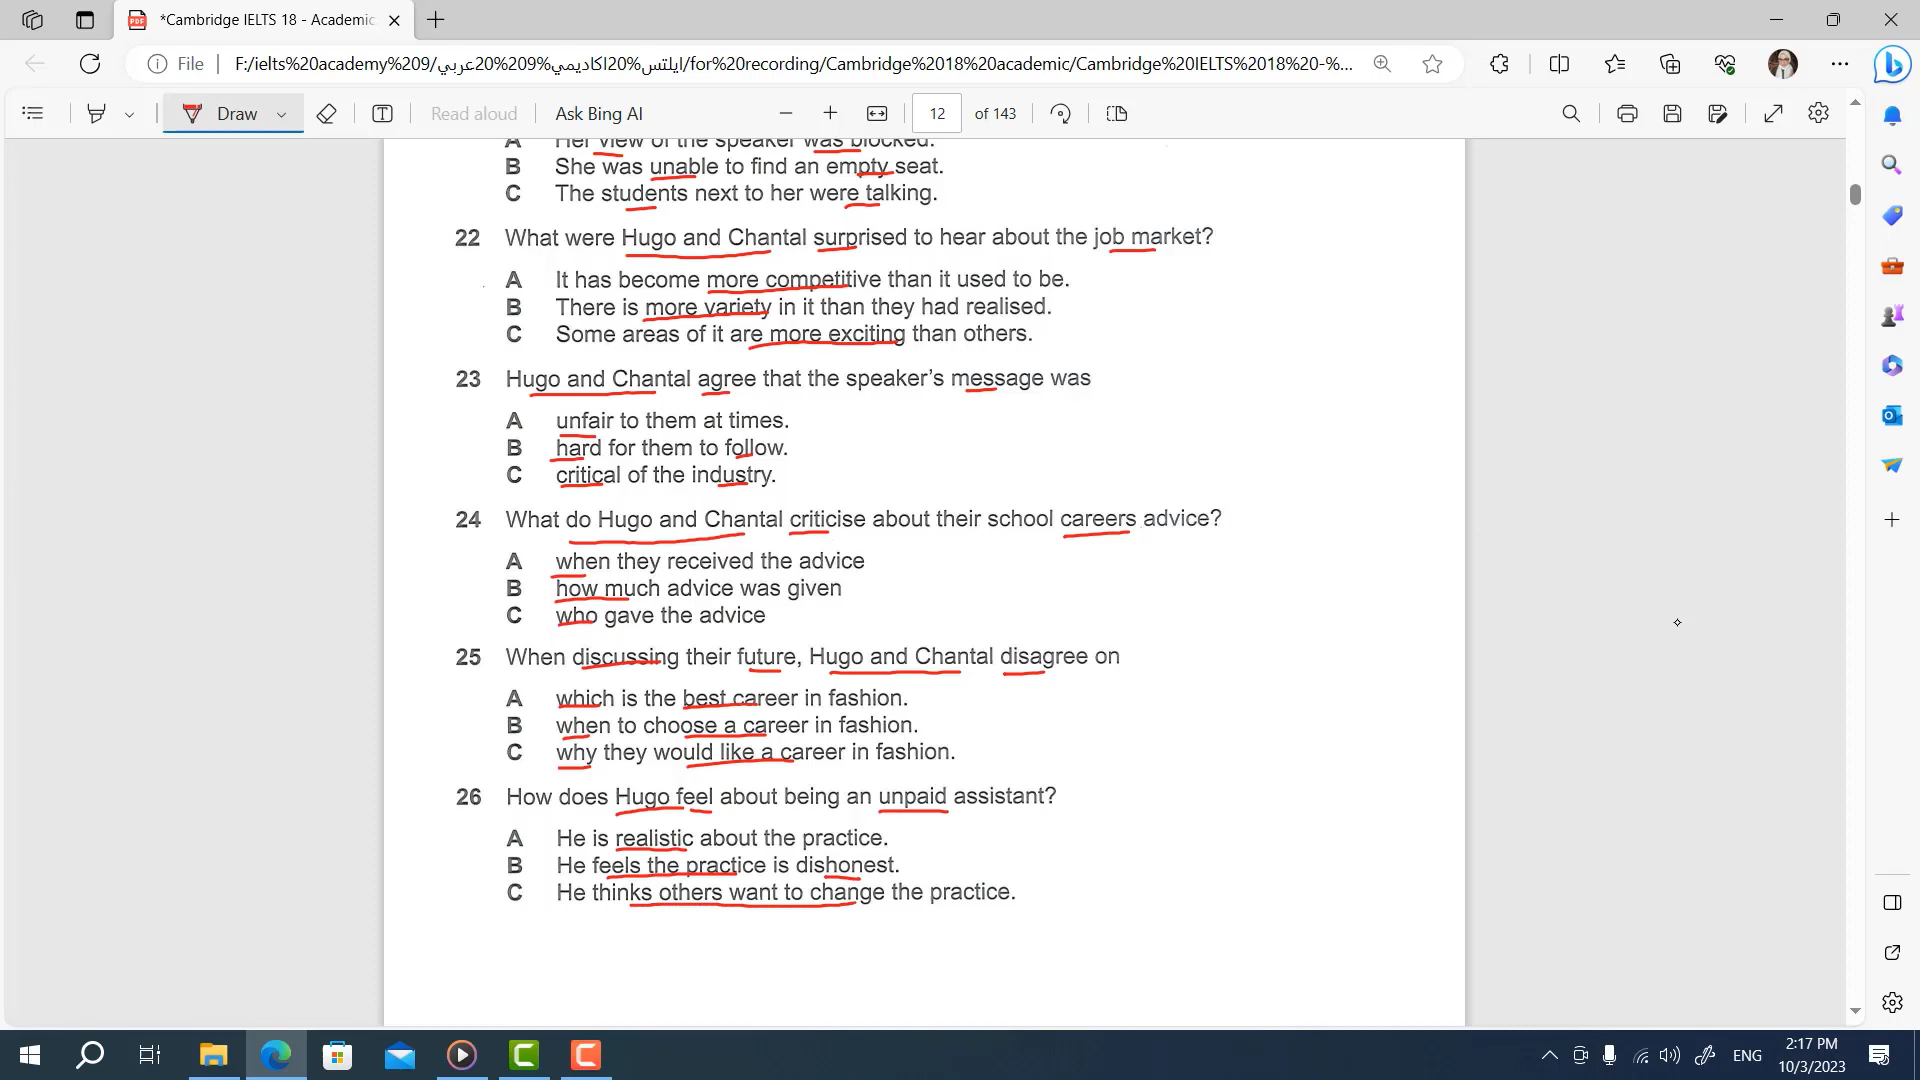 *Cambridge IELTS 18 - Academic
File
F:/ielts%20academy%209/ايلتس%20اكاديمي%209%20عربي/for%20recording/Cambridge%2018%20academic/Cambridge%20IELTS%2018%20-%...
Draw
Read aloud
Ask Bing AI
12
of 143
A Her view of the speaker was blocked.
B She was unable to find an empty seat.
C The students next to her were talking.
22 What were Hugo and Chantal surprised to hear about the job market?
A It has become more competitive than it used to be.
B There is more variety in it than they had realised.
C Some areas of it are more exciting than others.
23 Hugo and Chantal agree that the speaker's message was
A unfair to them at times.
B hard for them to follow.
C critical of the industry.
24 What do Hugo and Chantal criticise about their school careers advice?
A when they received the advice
B how much advice was given
C who gave the advice
25 When discussing their future, Hugo and Chantal disagree on
A which is the best career in fashion.
B when to choose a career in fashion.
C why they would like a career in fashion.
26 How does Hugo feel about being an unpaid assistant?
A He is realistic about the practice.
B He feels the practice is dishonest.
C He thinks others want to change the practice.
ENG
2:17 PM
10/3/2023